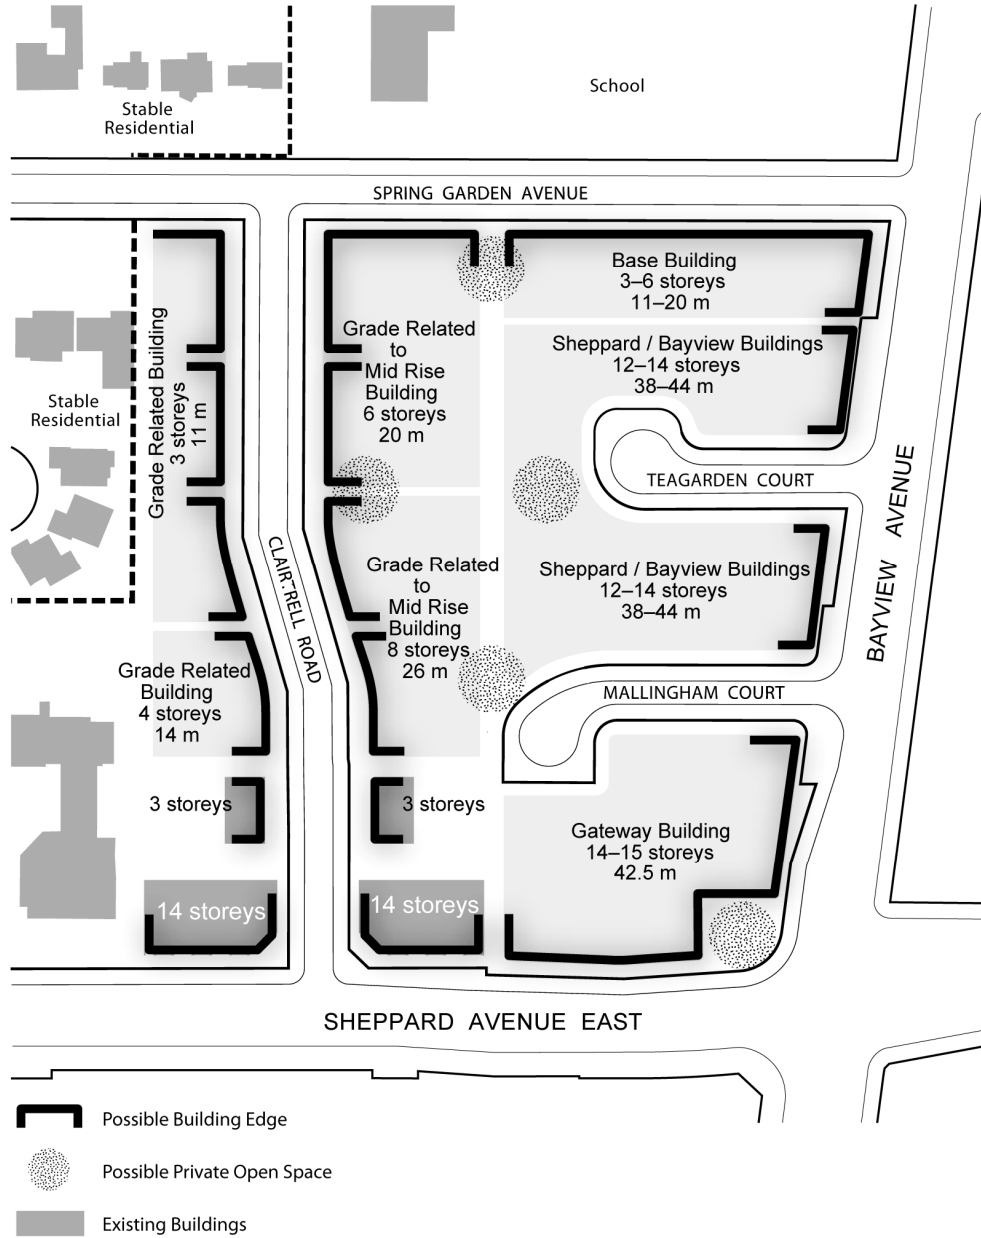 School
Stable
Residential
SPRING GARDEN AVENUE
Base Building
3–6 storeys
11–20 m
Grade Related
to
Mid Rise
Building
6 storeys
20 m
Sheppard / Bayview Buildings
12–14 storeys
38–44 m
Grade Related Building
3 storeys
11 m
Stable
Residential
TEAGARDEN COURT
BAYVIEW AVENUE
CLAIRTRELL ROAD
Grade Related
to
Mid Rise
Building
8 storeys
26 m
Sheppard / Bayview Buildings
12–14 storeys
38–44 m
Grade Related
Building
4 storeys
14 m
MALLINGHAM COURT
3 storeys
3 storeys
Gateway Building
14–15 storeys
42.5 m
14 storeys
14 storeys
SHEPPARD AVENUE EAST
Possible Building Edge
Possible Private Open Space
Existing Buildings